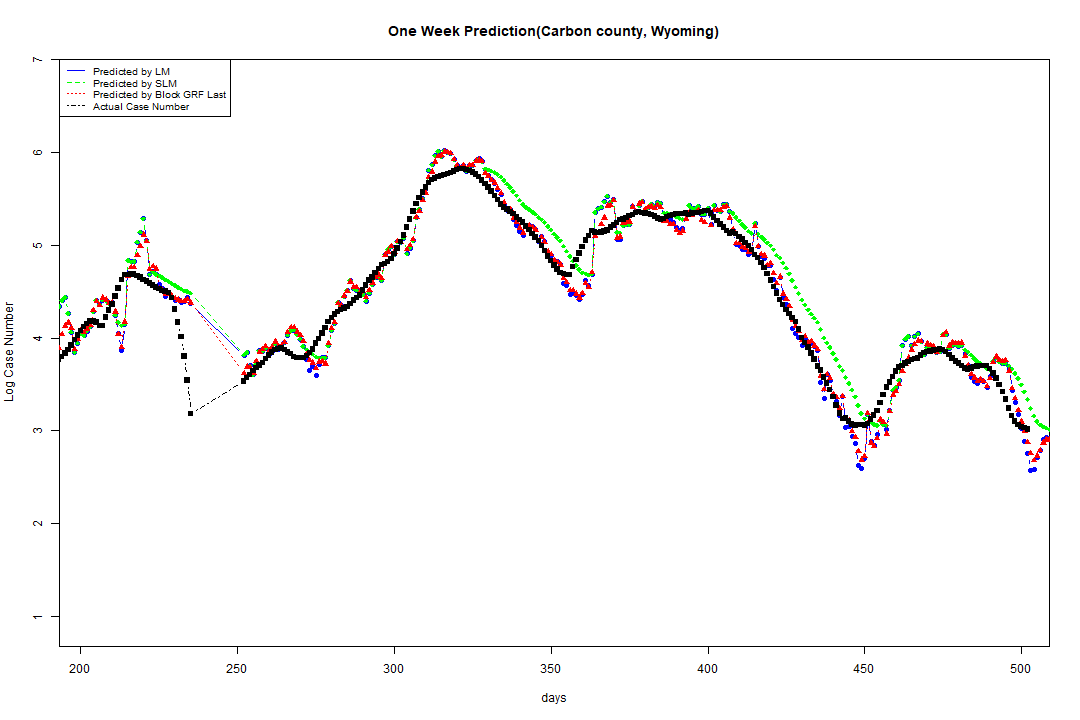 One Week Prediction(Carbon county, Wyoming)
Predicted by LM
Predicted by SLM
Predicted by Block GRF Last
Actual Case Number
7
6
5
4
3
2
1
Log Case Number
200 250 300 350 400 450 500
days